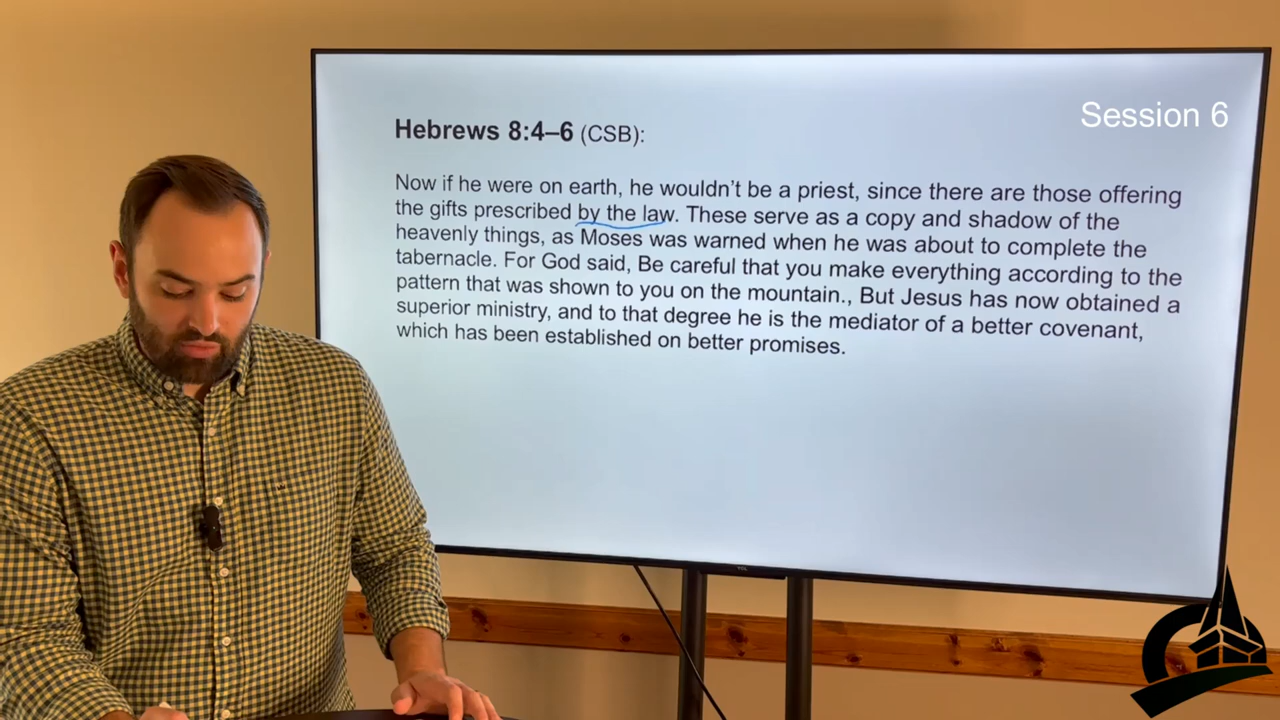 Session 6
Hebrews 8:4–6 (CSB):
Now if he were on earth, he wouldn’t be a priest, since there are those offering
the gifts prescribed by the law. These serve as a copy and shadow of the
heavenly things, as Moses was warned when he was about to complete the
tabernacle. For God said, Be careful that you make everything according to the
pattern that was shown to you on the mountain., But Jesus has now obtained a
superior ministry, and to that degree he is the mediator of a better covenant,
which has been established on better promises.
TCL